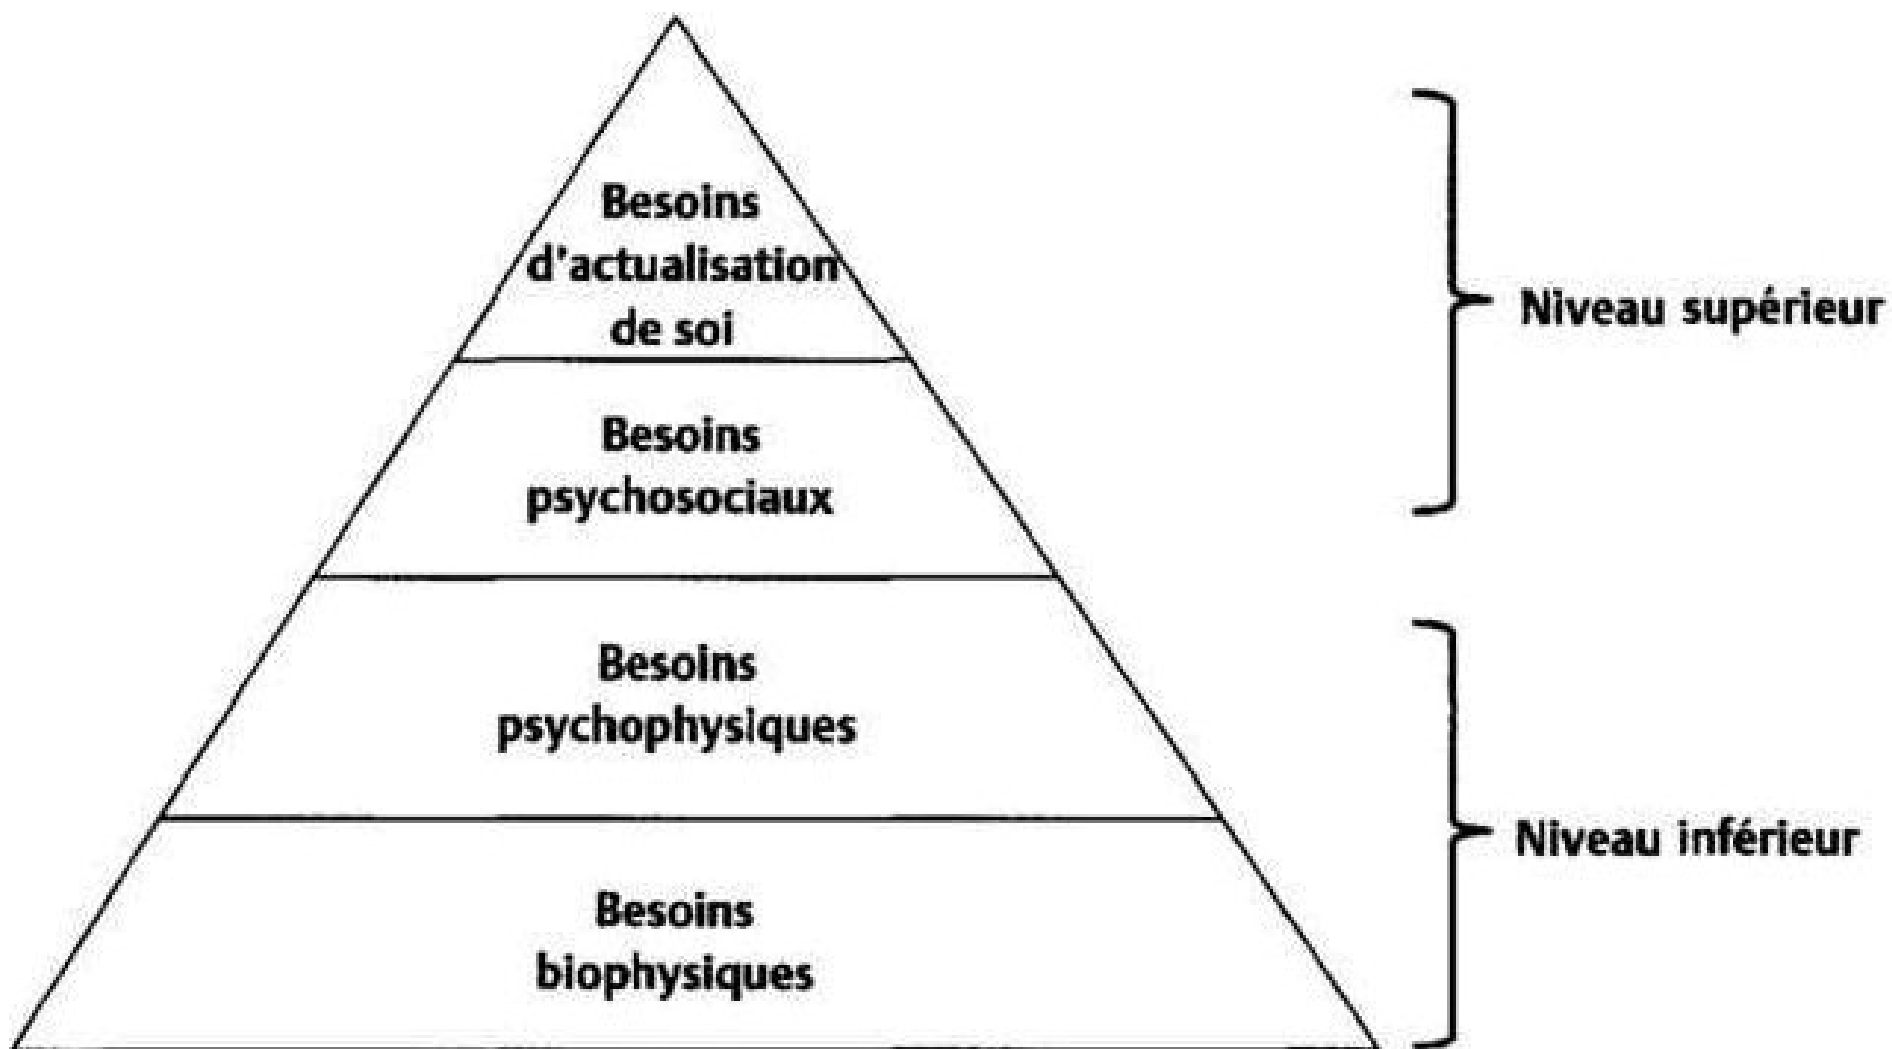 Besoins
d'actualisation
de soi
Niveau supérieur
Besoins
psychosociaux
Besoins
psychophysiques
Niveau inférieur
Besoins
biophysiques